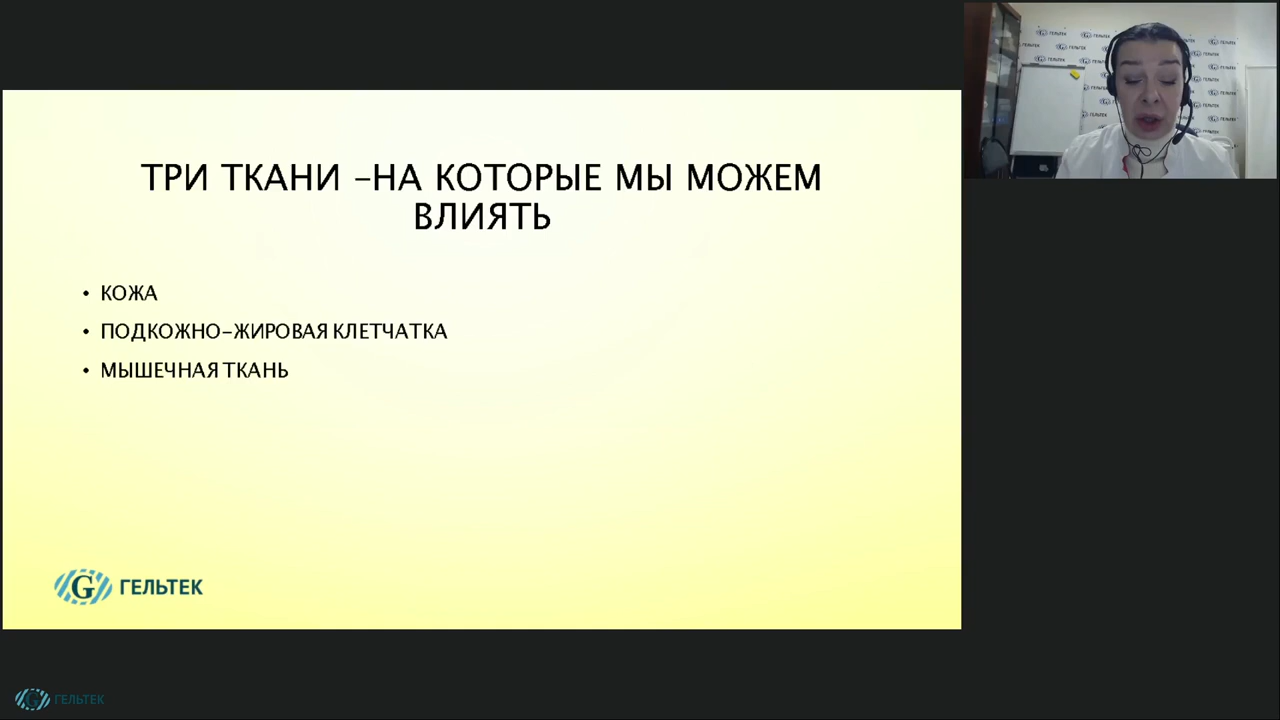 ТРИ ТКАНИ –НА КОТОРЫЕ МЫ МОЖЕМ
ВЛИЯТЬ
• КОЖА
• ПОДКОЖНО–ЖИРОВАЯ КЛЕТЧАТКА
• МЫШЕЧНАЯ ТКАНЬ
G ГЕЛЬТЕК
G ГЕЛЬТЕК